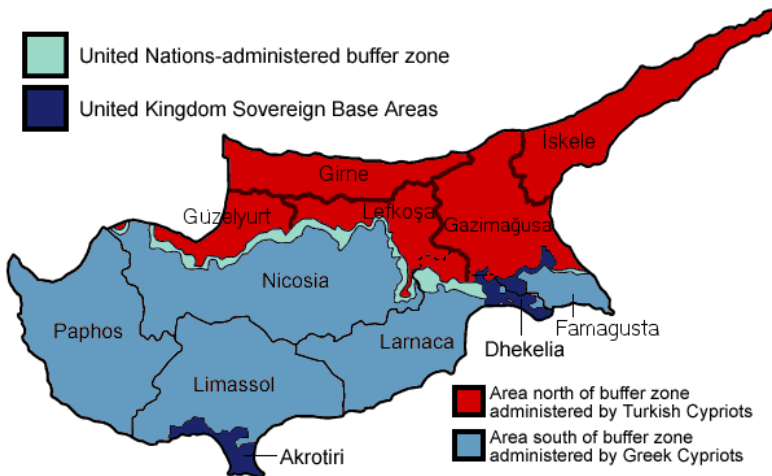 United Nations-administered buffer zone
United Kingdom Sovereign Base Areas
İskele
Girne
Güzelyurt
Lefkoşa
Gazimağusa
Nicosia
Paphos
Larnaca
Famagusta
Dhekelia
Limassol
Akrotiri
Area north of buffer zone
administered by Turkish Cypriots
Area south of buffer zone
administered by Greek Cypriots